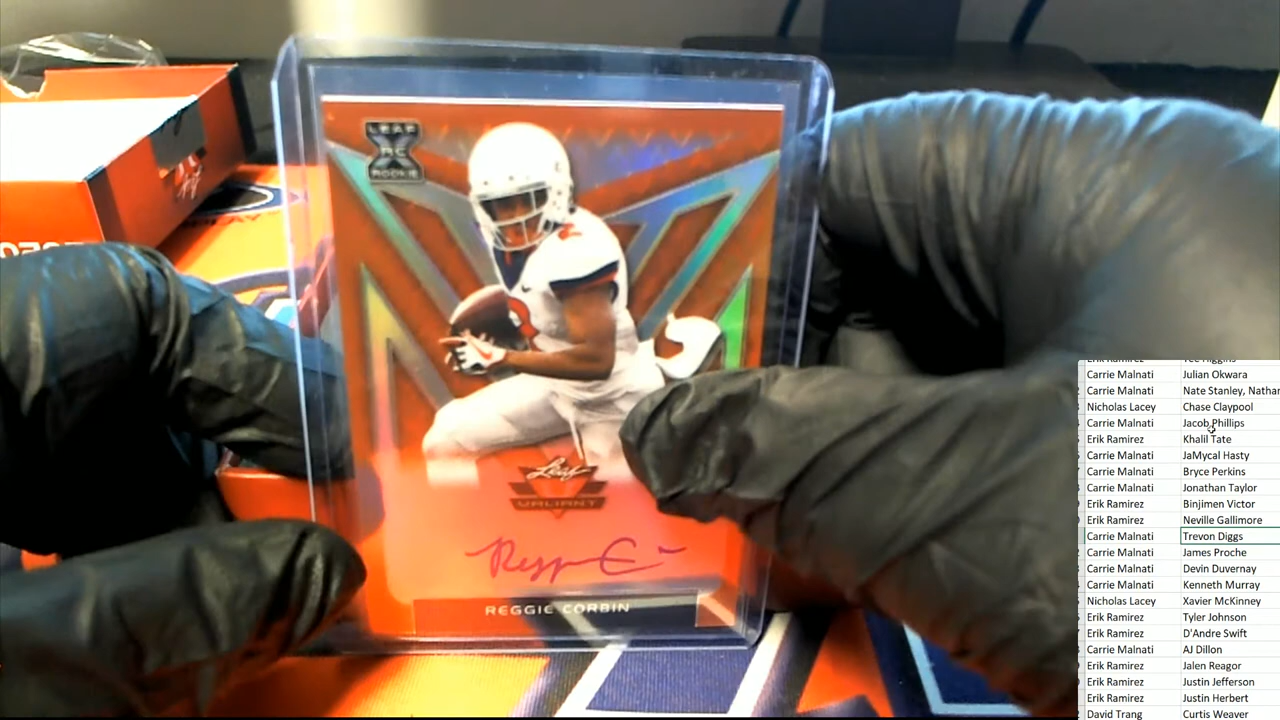 LEAF
RC
ROOKIE
2
Leaf
VALIANT
REGGIE CORBIN
Erik Ramirez Tee Higgins
Carrie Malnati Julian Okwara
Carrie Malnati Nate Stanley, Nathan
Nicholas Lacey Chase Claypool
Carrie Malnati Jacob Phillips
Erik Ramirez Khalil Tate
Carrie Malnati JaMycal Hasty
Carrie Malnati Bryce Perkins
Carrie Malnati Jonathan Taylor
Erik Ramirez Binjimen Victor
Erik Ramirez Neville Gallimore
Carrie Malnati Trevon Diggs
Carrie Malnati James Proche
Carrie Malnati Devin Duvernay
Carrie Malnati Kenneth Murray
Nicholas Lacey Xavier McKinney
Erik Ramirez Tyler Johnson
Erik Ramirez D'Andre Swift
Carrie Malnati AJ Dillon
Erik Ramirez Jalen Reagor
Erik Ramirez Justin Jefferson
Erik Ramirez Justin Herbert
David Trang Curtis Weaver